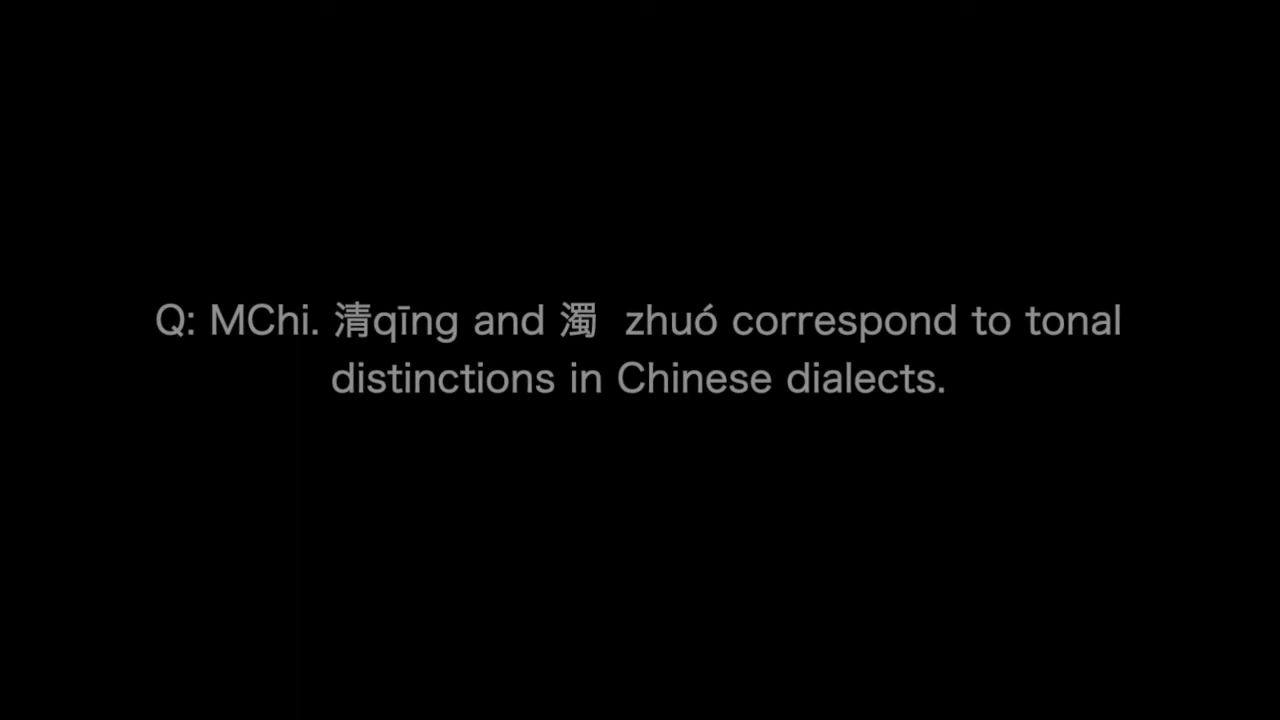 Q: MChi. 清qīng and 濁 zhuó correspond to tonal
distinctions in Chinese dialects.